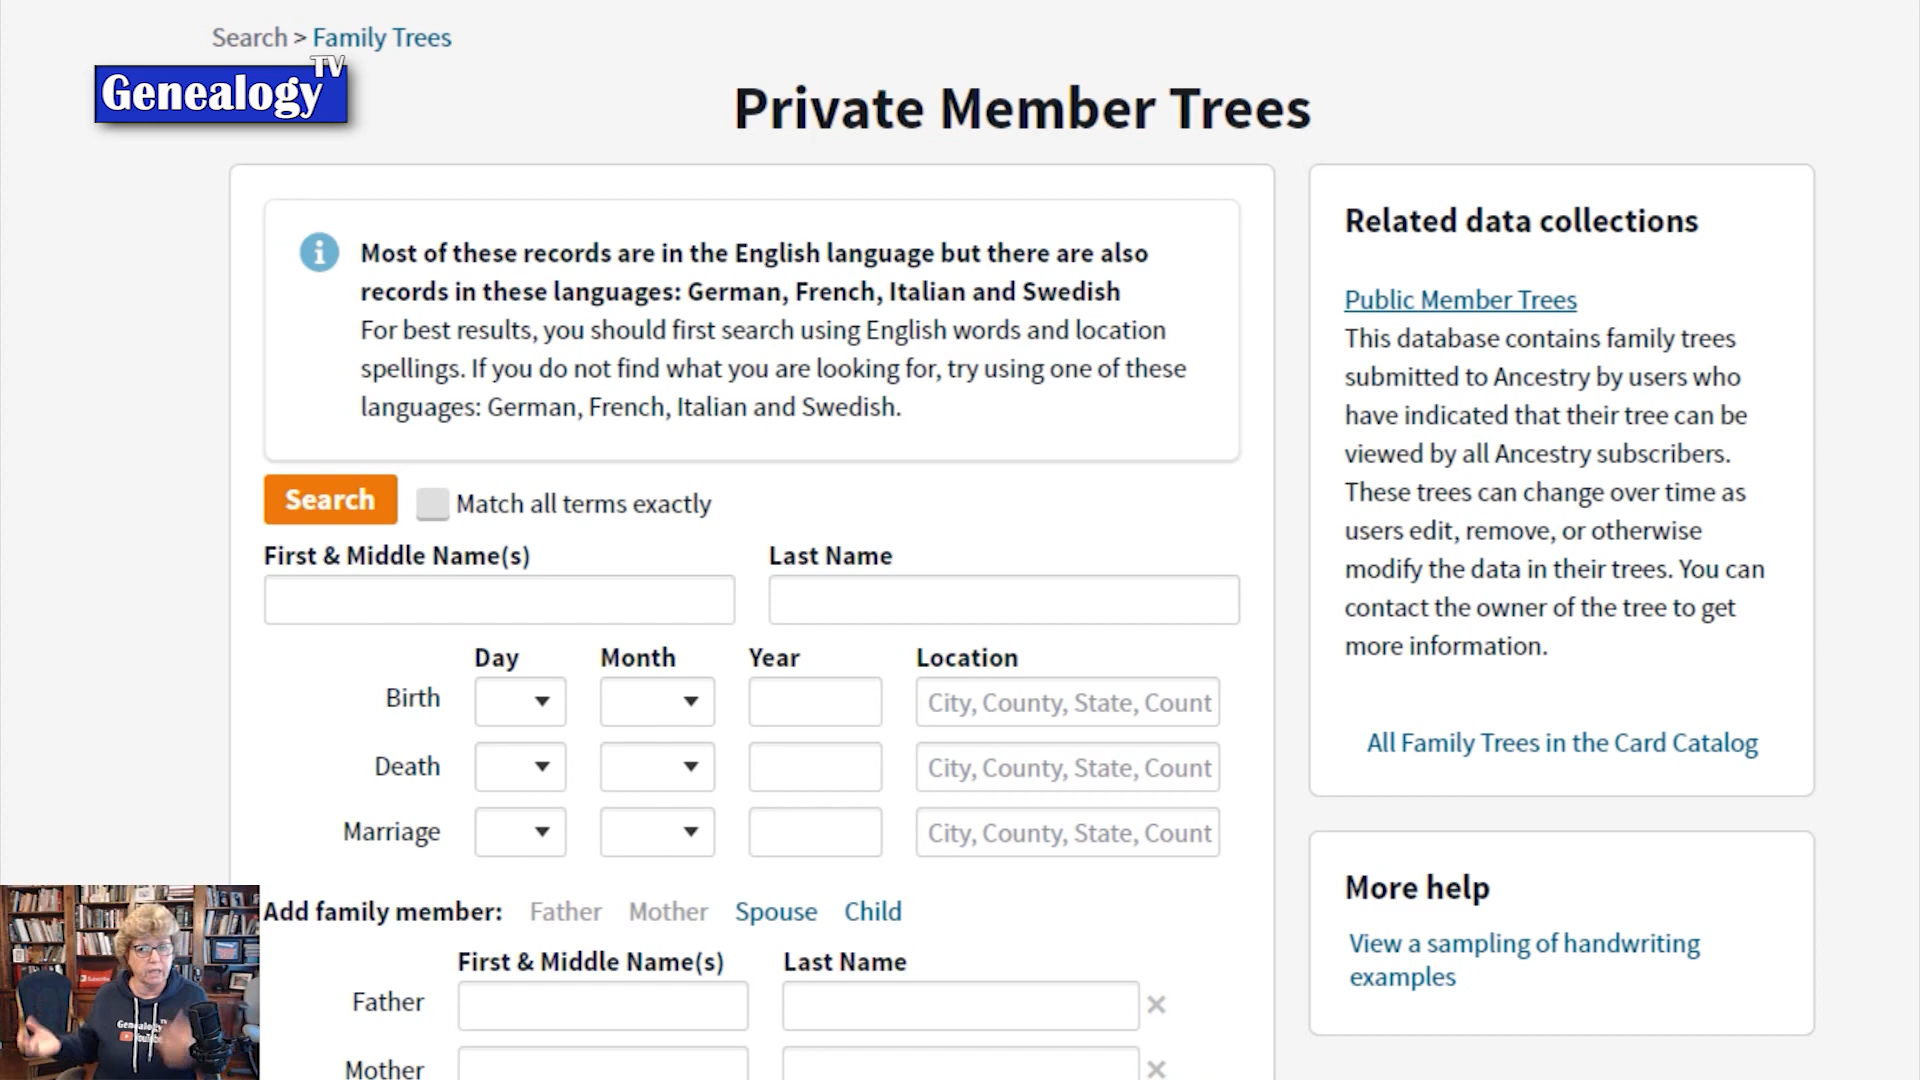 Search > Family Trees
Genealogy TV
Private Member Trees
Most of these records are in the English language but there are also
records in these languages: German, French, Italian and Swedish
For best results, you should first search using English words and location
spellings. If you do not find what you are looking for, try using one of these
languages: German, French, Italian and Swedish.
Search
Match all terms exactly
First & Middle Name(s) Last Name
Day Month Year Location
Birth City, County, State, Count
Death City, County, State, Count
Marriage City, County, State, Count
Add family member: Father Mother Spouse Child
First & Middle Name(s) Last Name
Father
Mother
Related data collections
Public Member Trees
This database contains family trees
submitted to Ancestry by users who
have indicated that their tree can be
viewed by all Ancestry subscribers.
These trees can change over time as
users edit, remove, or otherwise
modify the data in their trees. You can
contact the owner of the tree to get
more information.
All Family Trees in the Card Catalog
More help
View a sampling of handwriting
examples
Genealogy TV
YouTube